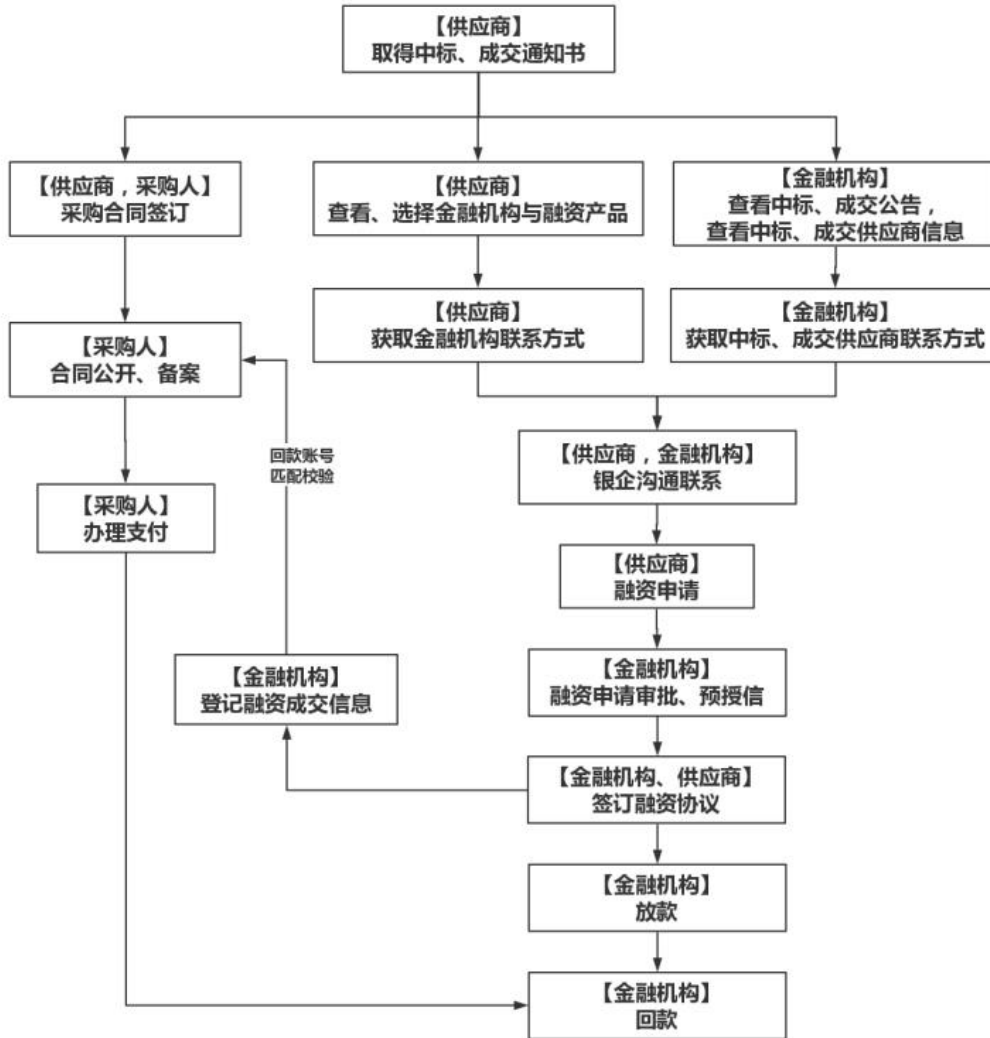 【供应商】
取得中标、成交通知书
【供应商，采购人】
采购合同签订
【供应商】
查看、选择金融机构与融资产品
【金融机构】
查看中标、成交公告，
查看中标、成交供应商信息
【采购人】
合同公开、备案
【供应商】
获取金融机构联系方式
【金融机构】
获取中标、成交供应商联系方式
回款账号
匹配校验
【供应商，金融机构】
银企沟通联系
【采购人】
办理支付
【供应商】
融资申请
【金融机构】
登记融资成交信息
【金融机构】
融资申请审批、预授信
【金融机构、供应商】
签订融资协议
【金融机构】
放款
【金融机构】
回款